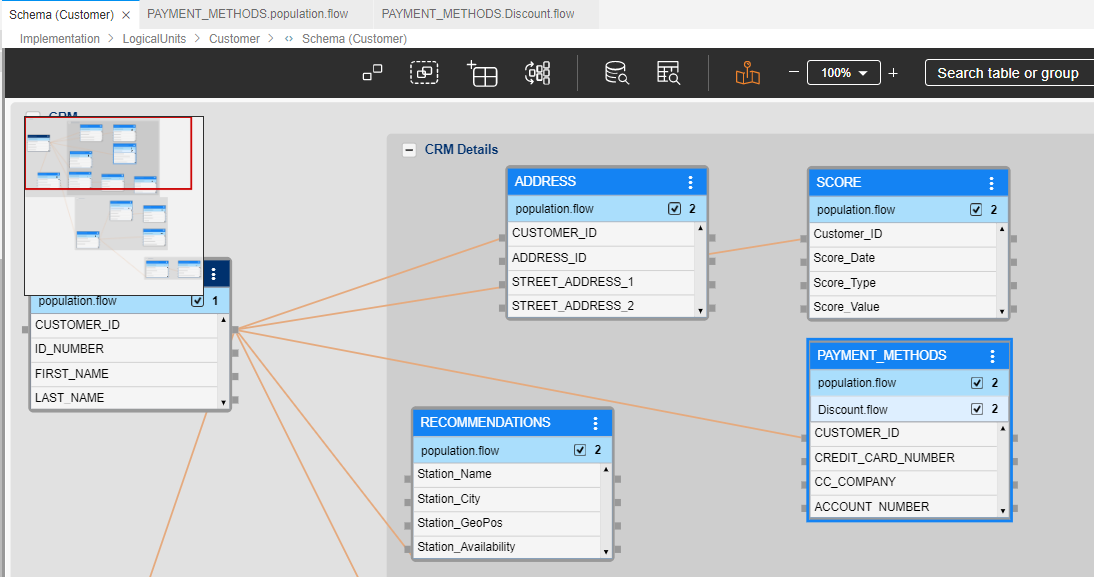 Schema (Customer) ×
PAYMENT_METHODS.population.flow
PAYMENT_METHODS.Discount.flow
Implementation > LogicalUnits > Customer > <> Schema (Customer)
100%
Search table or group
CRM
CRM Details
ADDRESS
population.flow 2
CUSTOMER_ID
ADDRESS_ID
STREET_ADDRESS_1
STREET_ADDRESS_2
SCORE
population.flow 2
Customer_ID
Score_Date
Score_Type
Score_Value
population.flow 1
CUSTOMER_ID
ID_NUMBER
FIRST_NAME
LAST_NAME
PAYMENT_METHODS
population.flow 2
Discount.flow 2
CUSTOMER_ID
CREDIT_CARD_NUMBER
CC_COMPANY
ACCOUNT_NUMBER
RECOMMENDATIONS
population.flow 2
Station_Name
Station_City
Station_GeoPos
Station_Availability